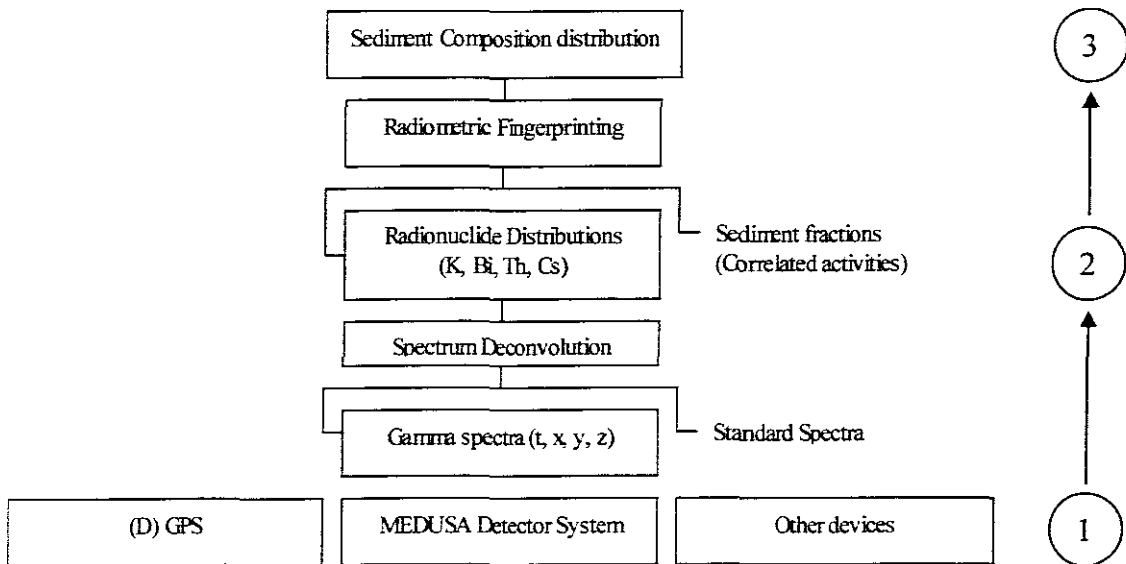 Sediment Composition distribution
3
Radiometric Fingerprinting
Radionuclide Distributions
(K, Bi, Th, Cs)
Sediment fractions
(Correlated activities)
2
Spectrum Deconvolution
Gamma spectra (t, x, y, z)
Standard Spectra
(D) GPS
MEDUSA Detector System
Other devices
1